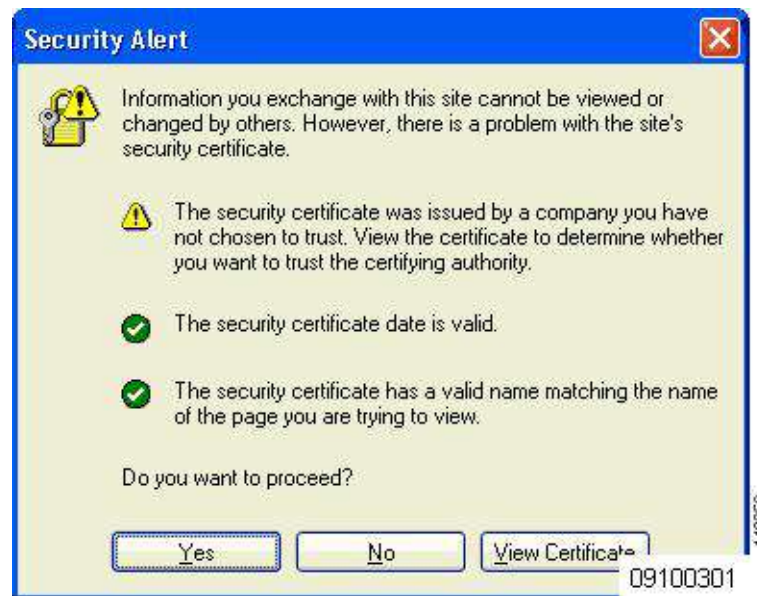 Security Alert
Information you exchange with this site cannot be viewed or
changed by others. However, there is a problem with the site's
security certificate.
The security certificate was issued by a company you have
not chosen to trust. View the certificate to determine whether
you want to trust the certifying authority.
The security certificate date is valid.
The security certificate has a valid name matching the name
of the page you are trying to view.
Do you want to proceed?
Yes
No
View Certificate
09100301